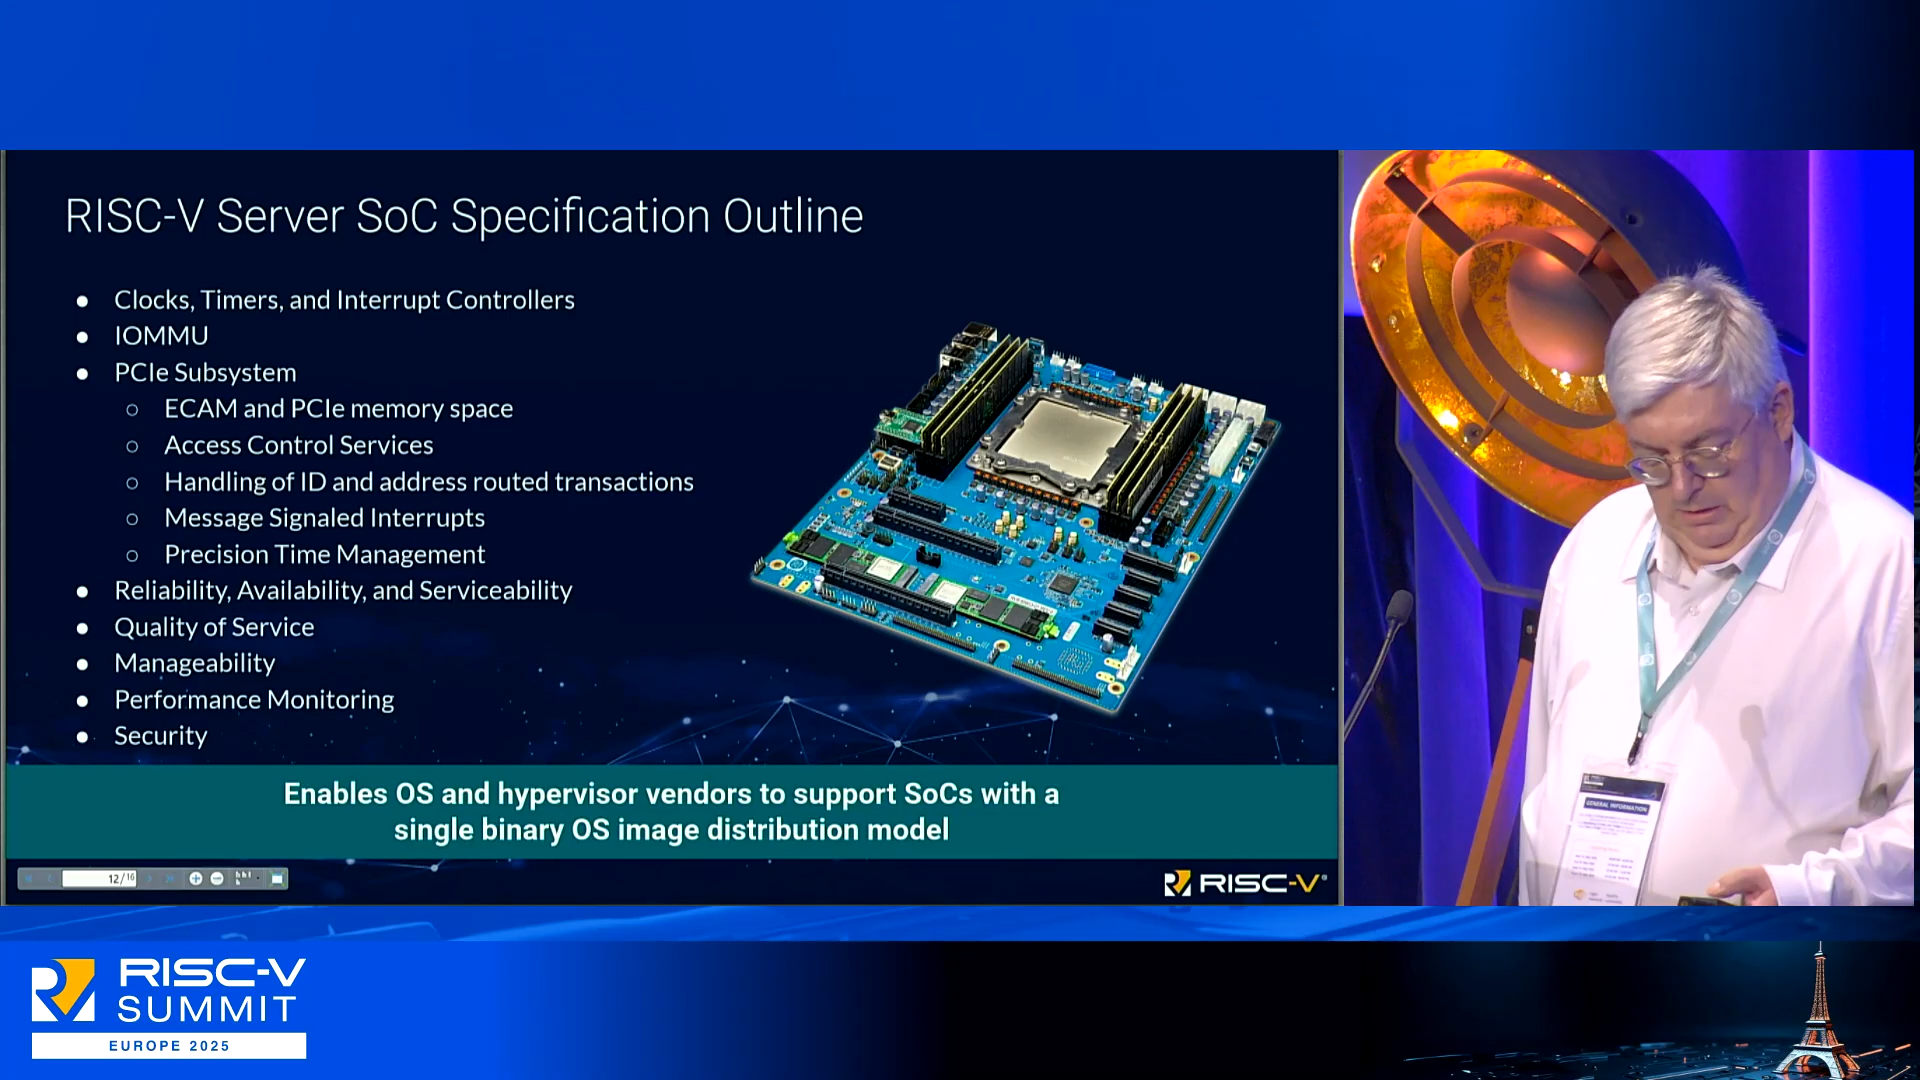 RISC-V Server SoC Specification Outline
● Clocks, Timers, and Interrupt Controllers
● IOMMU
● PCIe Subsystem
○ ECAM and PCIe memory space
○ Access Control Services
○ Handling of ID and address routed transactions
○ Message Signaled Interrupts
○ Precision Time Management
● Reliability, Availability, and Serviceability
● Quality of Service
● Manageability
● Performance Monitoring
● Security
Enables OS and hypervisor vendors to support SoCs with a
single binary OS image distribution model
12/16
RISC-V®
GENERAL INFORMATION
RISC-V
SUMMIT
EUROPE 2025